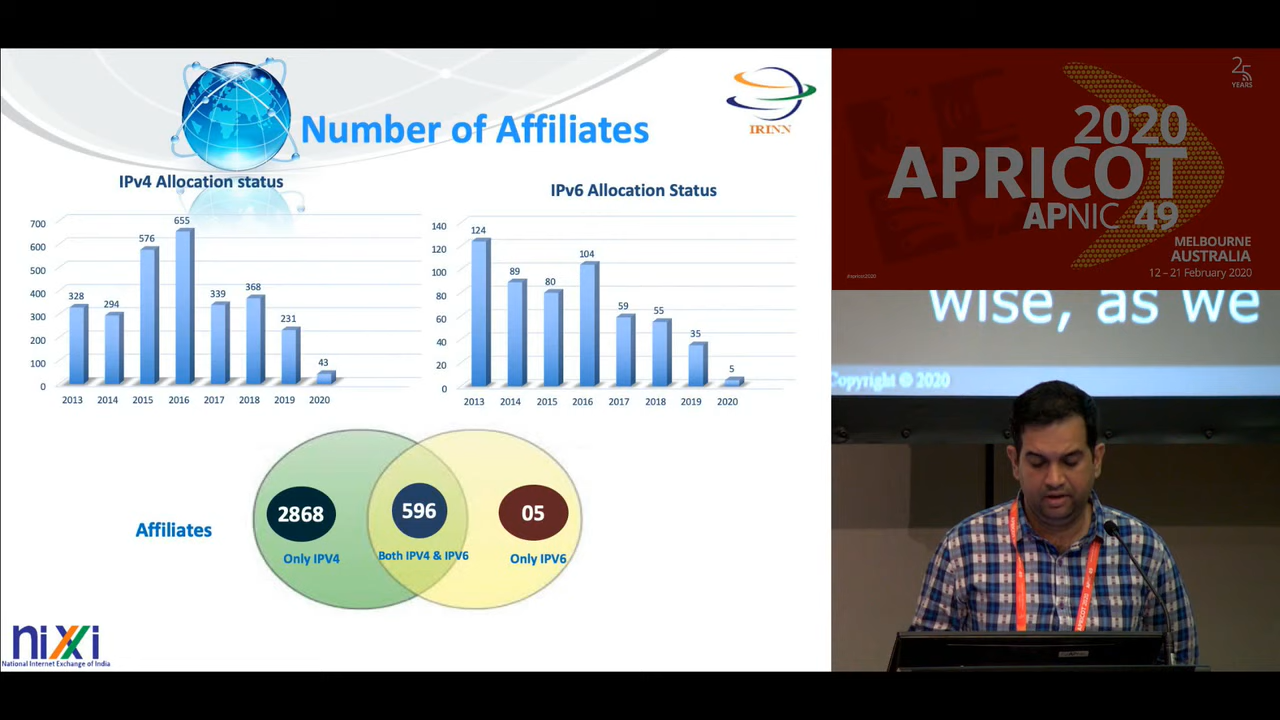 Number of Affiliates
IRINN
IPv4 Allocation status
700
600
500
400
300
200
100
0
328
294
576
655
339
368
231
43
2013 2014 2015 2016 2017 2018 2019 2020
IPv6 Allocation Status
140
120
100
80
60
40
20
0
124
89
80
104
59
55
35
5
2013 2014 2015 2016 2017 2018 2019 2020
Affiliates
2868
596
05
Only IPV4
Both IPV4 & IPV6
Only IPV6
nixi
National Internet Exchange of India
25
YEARS
2020
APRICOT
APNIC 49
MELBOURNE
AUSTRALIA
12 – 21 February 2020
wise, as we
Copyright © 2020